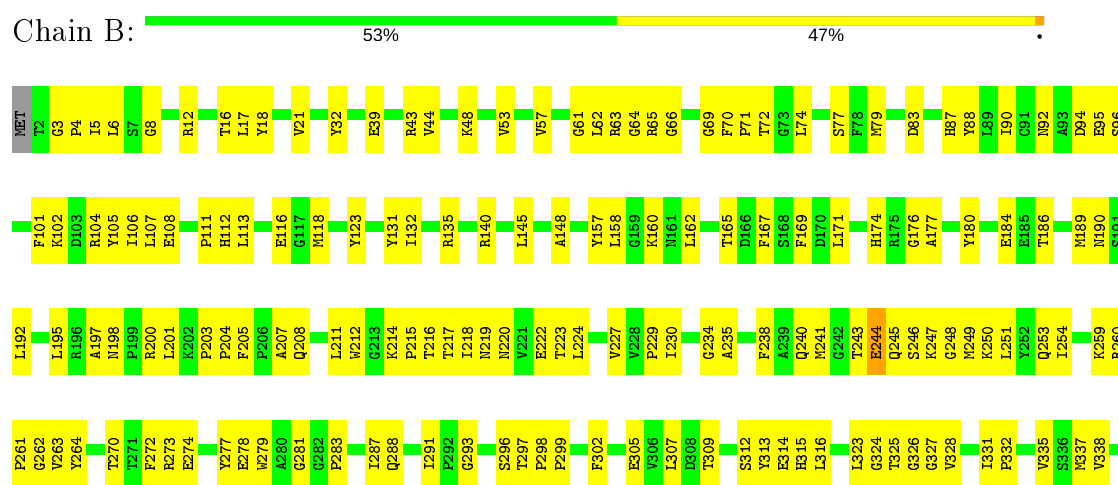 Chain B:
53% 47% •
MET T2 G3 P4 I5 L6 S7 G8 R12 T16 L17 Y18 V21 Y32 E39 R43 V44 K48 V53 V57 G61 L62 R63 G64 R65 G66 G69 F70 P71 T72 G73 L74 S77 F78 M79 D83 H87 Y88 L89 I90 C91 N92 A93 D94 E95 S96
F101 K102 D103 R104 Y105 I106 L107 E108 P111 H112 L113 E116 G117 M118 Y123 Y131 I132 R135 R140 L145 A148 Y157 L158 G159 K160 N161 L162 T165 D166 F167 S168 F169 D170 L171 H174 R175 G176 A177 Y180 E184 E185 T186 M189 N190 S191
L192 L195 R196 A197 N198 P199 R200 L201 K202 P203 P204 F205 P206 A207 Q208 L211 W212 G213 K214 P215 T216 T217 I218 N219 N220 V221 E222 T223 L224 V227 V228 P229 I230 G234 A235 F238 A239 Q240 M241 G242 T243 E244 Q245 S246 K247 G248 M249 K250 L251 Y252 Q253 I254 K259 R260
P261 G262 V263 Y264 T270 T271 F272 R273 E274 Y277 E278 W279 A280 G281 G282 P283 I287 Q288 I291 P292 G293 S296 T297 P298 P299 F302 E305 V306 L307 D308 T309 S312 Y313 E314 H315 L316 L323 G324 T325 G326 G327 V328 I331 P332 V335 S336 M337 V338